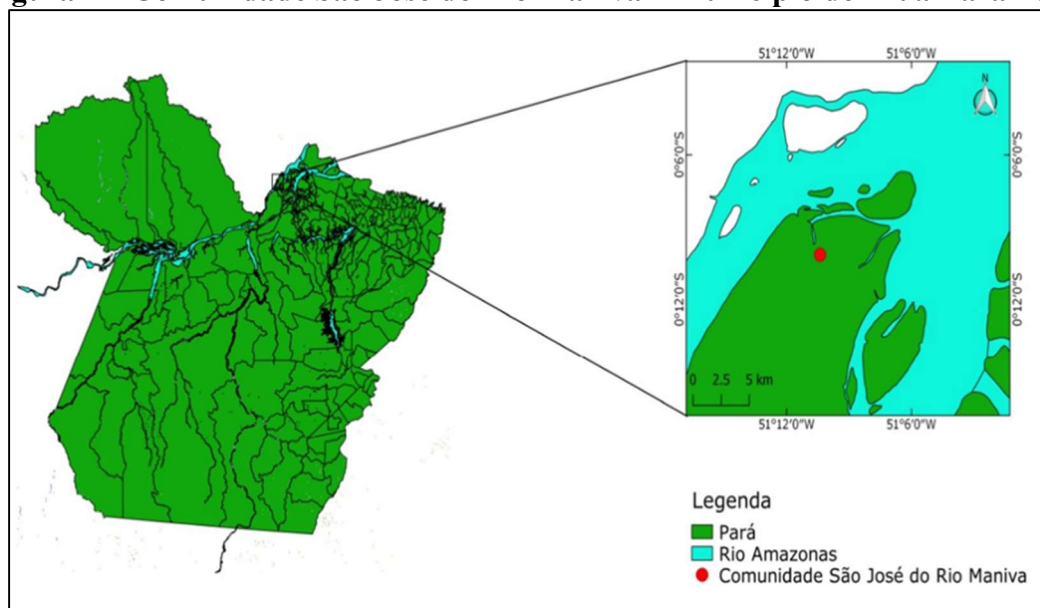 51°12'0"W 51°6'0"W
N
0°6'0"S 0°6'0"S
0°12'0"S 0°12'0"S
0 2.5 5 km
51°12'0"W 51°6'0"W
Legenda
Pará
Rio Amazonas
Comunidade São José do Rio Maniva